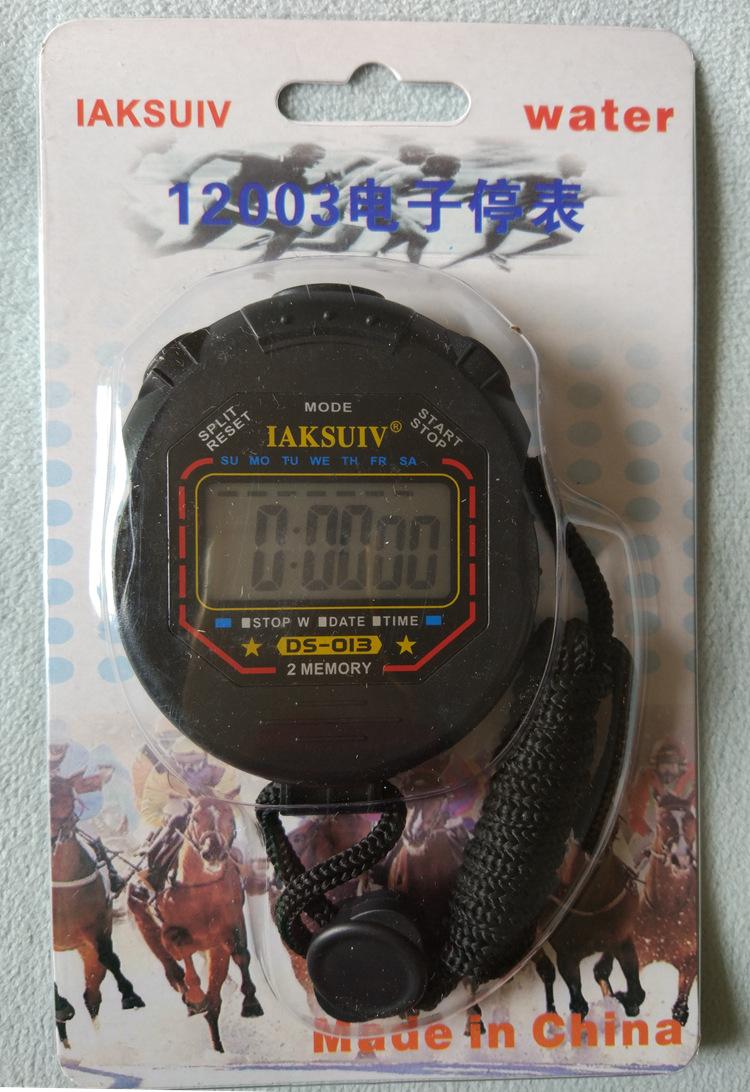 IAKSUIV
water
12003电子停表
MODE
SPLIT
RESET
START
STOP
IAKSUIV®
SU MO TU WE TH FR SA
0:00 00
STOP W DATE TIME
DS-013
2 MEMORY
Made in China